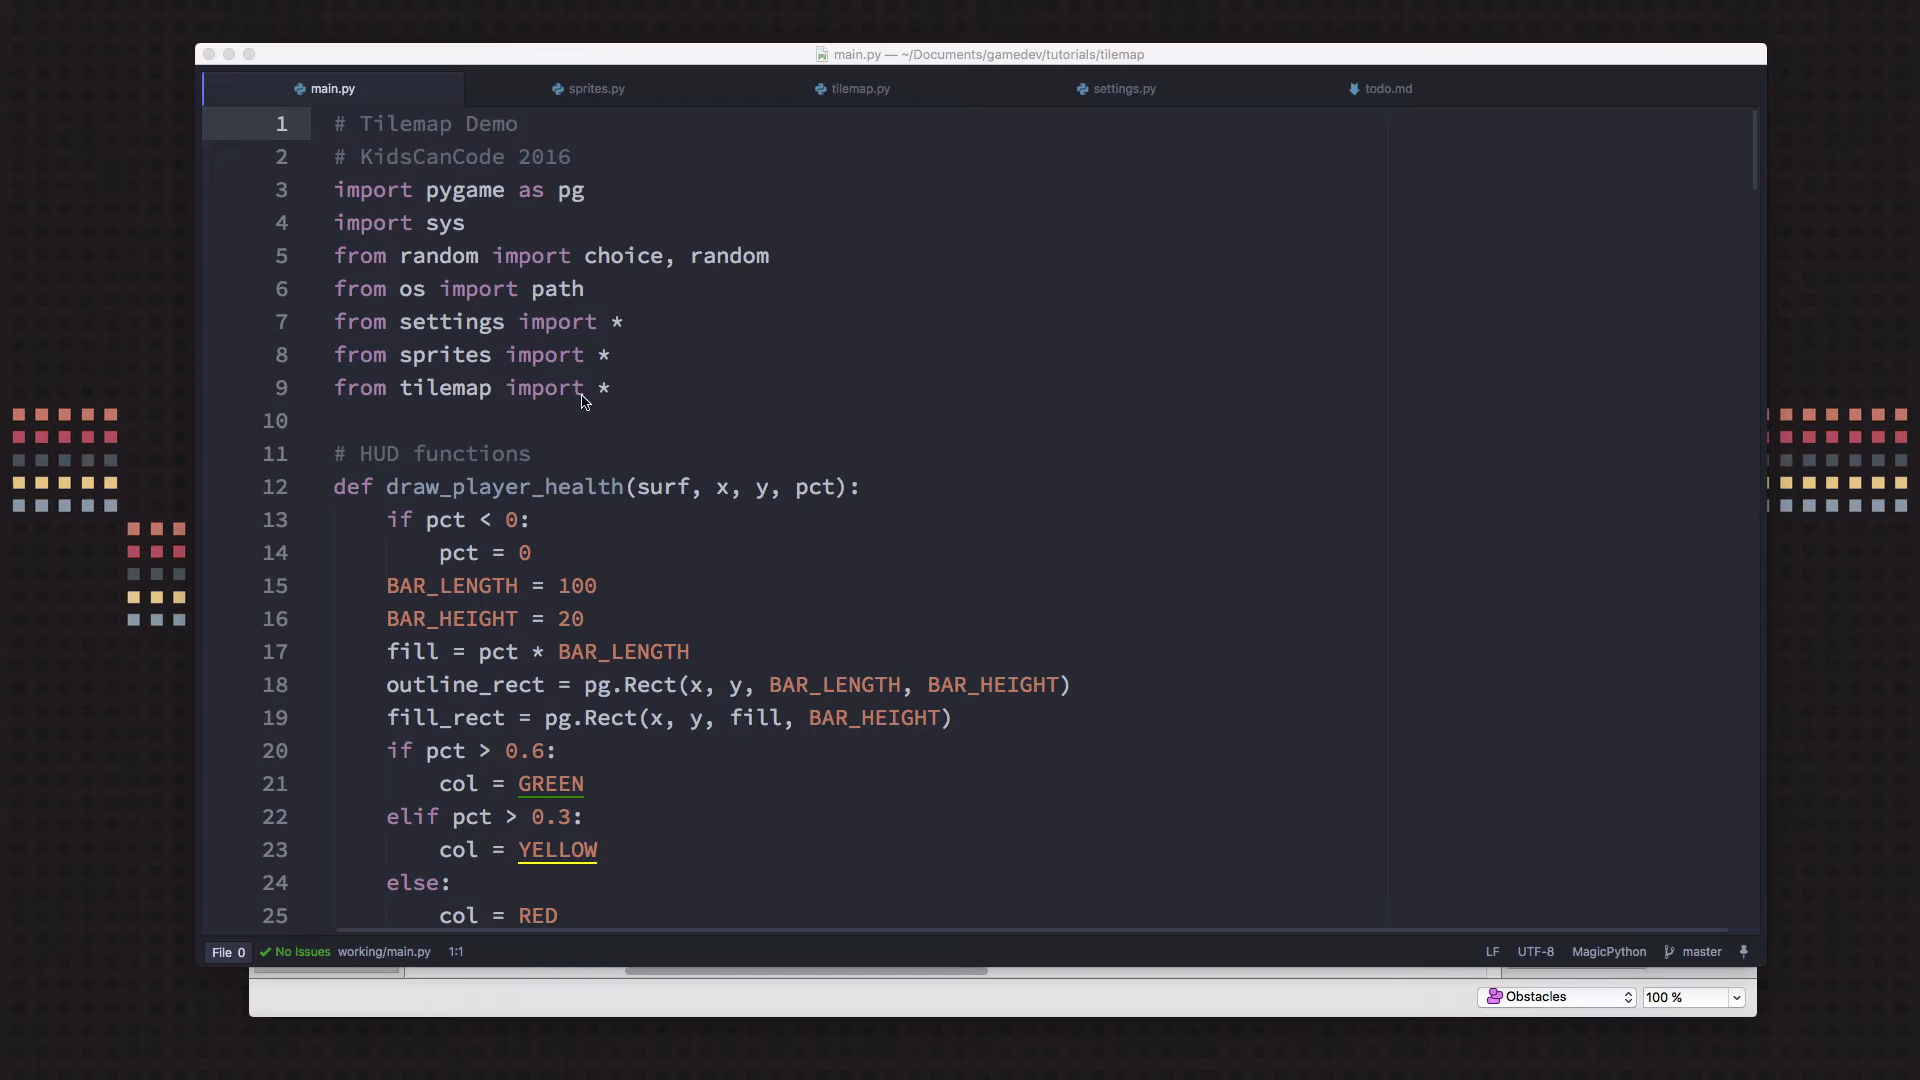 main.py — ~/Documents/gamedev/tutorials/tilemap
main.py sprites.py tilemap.py settings.py todo.md
1 # Tilemap Demo
2 # KidsCanCode 2016
3 import pygame as pg
4 import sys
5 from random import choice, random
6 from os import path
7 from settings import *
8 from sprites import *
9 from tilemap import *
10
11 # HUD functions
12 def draw_player_health(surf, x, y, pct):
13     if pct < 0:
14         pct = 0
15     BAR_LENGTH = 100
16     BAR_HEIGHT = 20
17     fill = pct * BAR_LENGTH
18     outline_rect = pg.Rect(x, y, BAR_LENGTH, BAR_HEIGHT)
19     fill_rect = pg.Rect(x, y, fill, BAR_HEIGHT)
20     if pct > 0.6:
21         col = GREEN
22     elif pct > 0.3:
23         col = YELLOW
24     else:
25         col = RED
File 0 No Issues working/main.py 1:1 LF UTF-8 MagicPython master
Obstacles 100 %